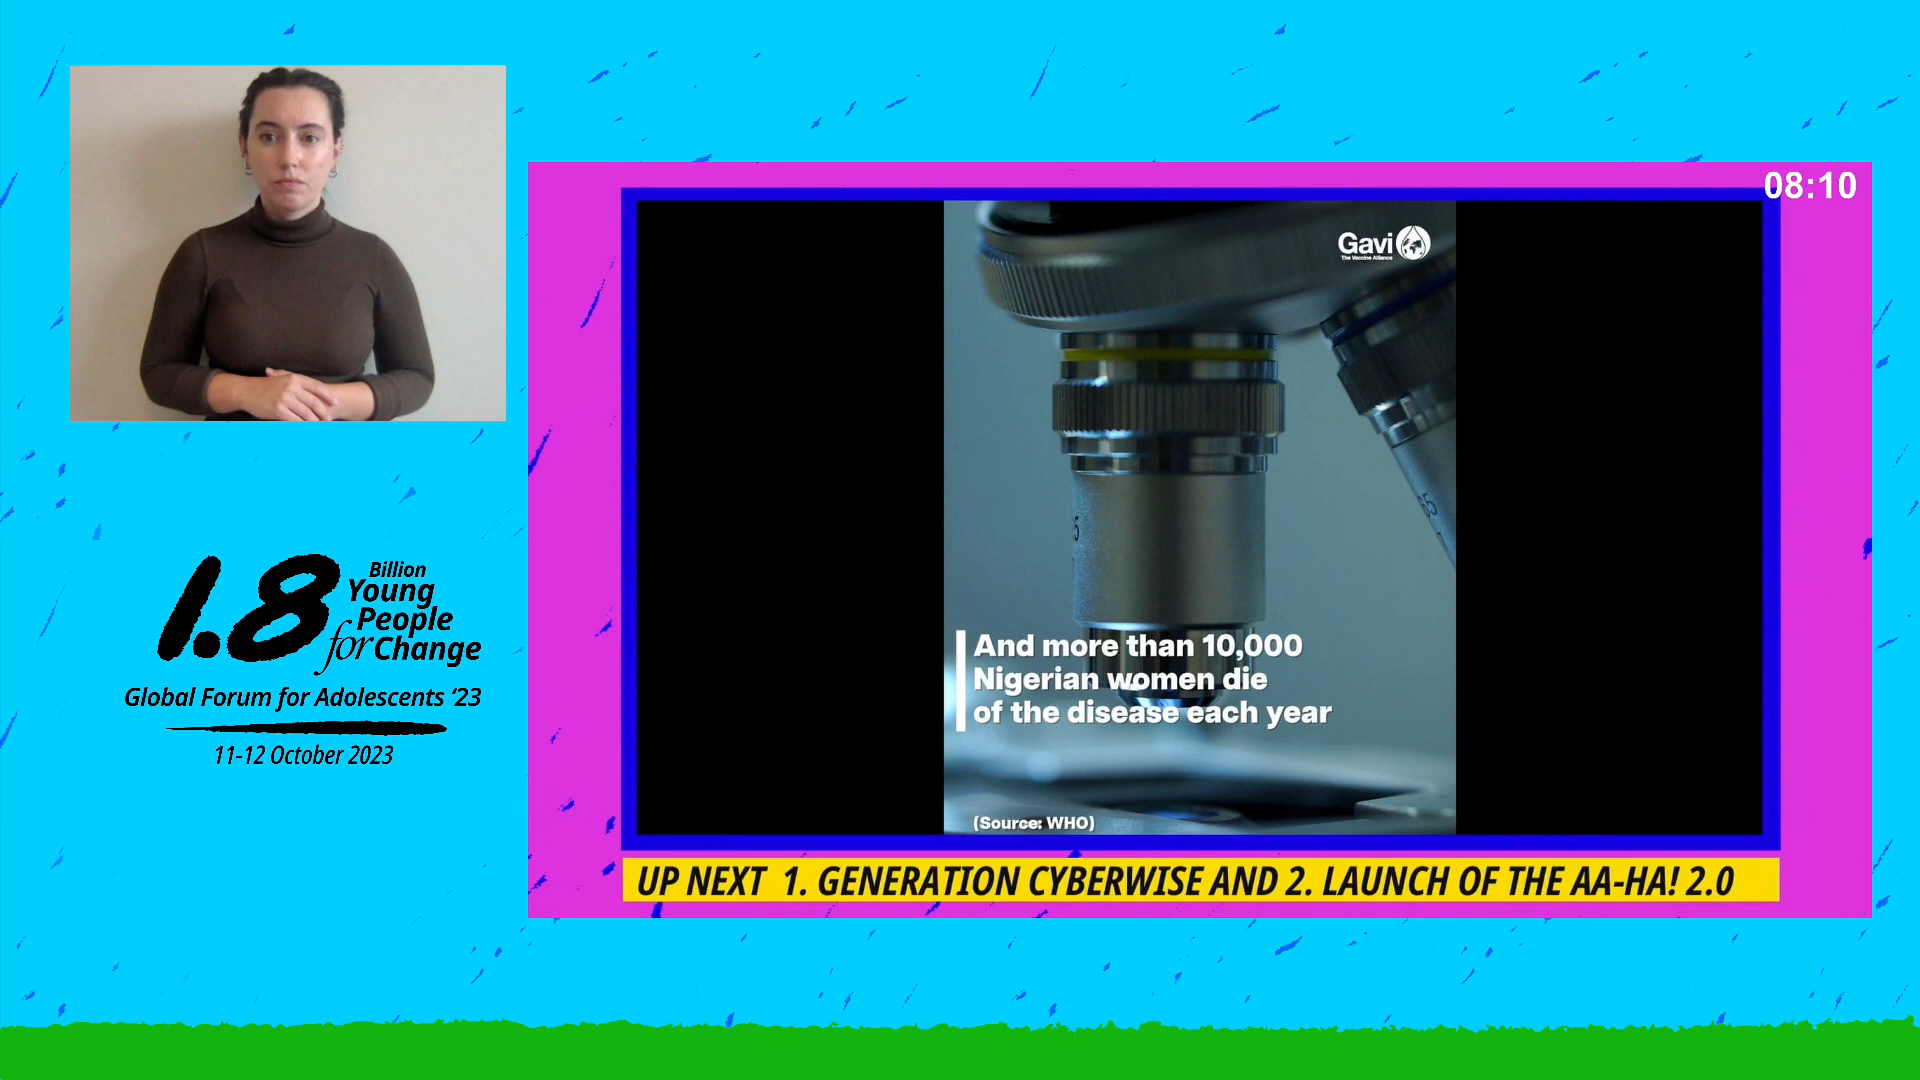 08:10
Gavi
The Vaccine Alliance
And more than 10,000
Nigerian women die
of the disease each year
(Source: WHO)
1.8 Billion
Young
People
for Change
Global Forum for Adolescents ‘23
11-12 October 2023
UP NEXT 1. GENERATION CYBERWISE AND 2. LAUNCH OF THE AA-HA! 2.0